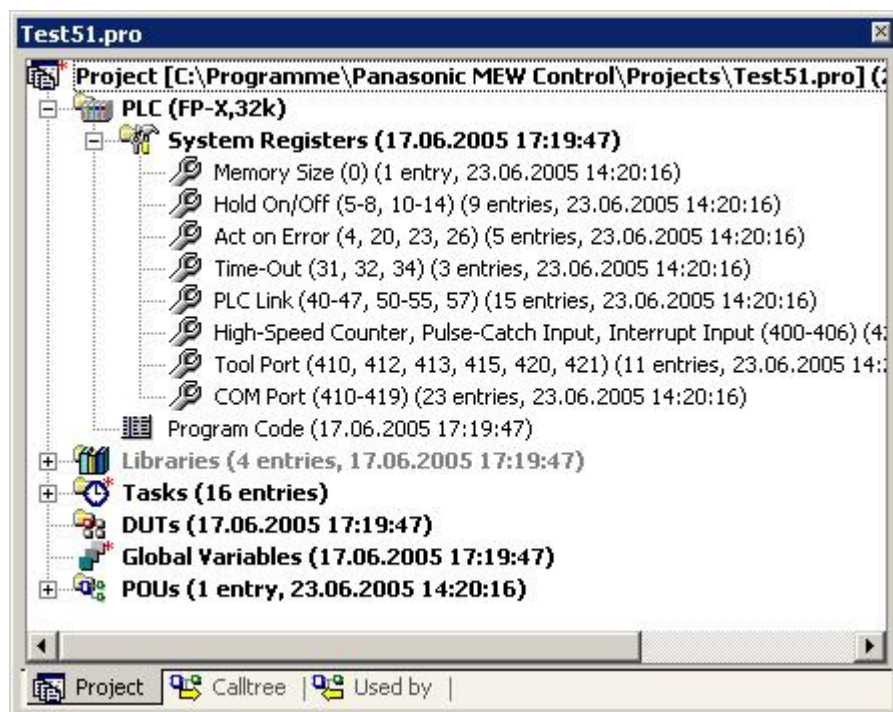 Test51.pro
Project [C:\Programme\Panasonic MEW Control\Projects\Test51.pro] (
PLC (FP-X,32k)
System Registers (17.06.2005 17:19:47)
Memory Size (0) (1 entry, 23.06.2005 14:20:16)
Hold On/Off (5-8, 10-14) (9 entries, 23.06.2005 14:20:16)
Act on Error (4, 20, 23, 26) (5 entries, 23.06.2005 14:20:16)
Time-Out (31, 32, 34) (3 entries, 23.06.2005 14:20:16)
PLC Link (40-47, 50-55, 57) (15 entries, 23.06.2005 14:20:16)
High-Speed Counter, Pulse-Catch Input, Interrupt Input (400-406) (4
Tool Port (410, 412, 413, 415, 420, 421) (11 entries, 23.06.2005 14:
COM Port (410-419) (23 entries, 23.06.2005 14:20:16)
Program Code (17.06.2005 17:19:47)
Libraries (4 entries, 17.06.2005 17:19:47)
Tasks (16 entries)
DUTs (17.06.2005 17:19:47)
Global Variables (17.06.2005 17:19:47)
POUs (1 entry, 23.06.2005 14:20:16)
Project Calltree | Used by |